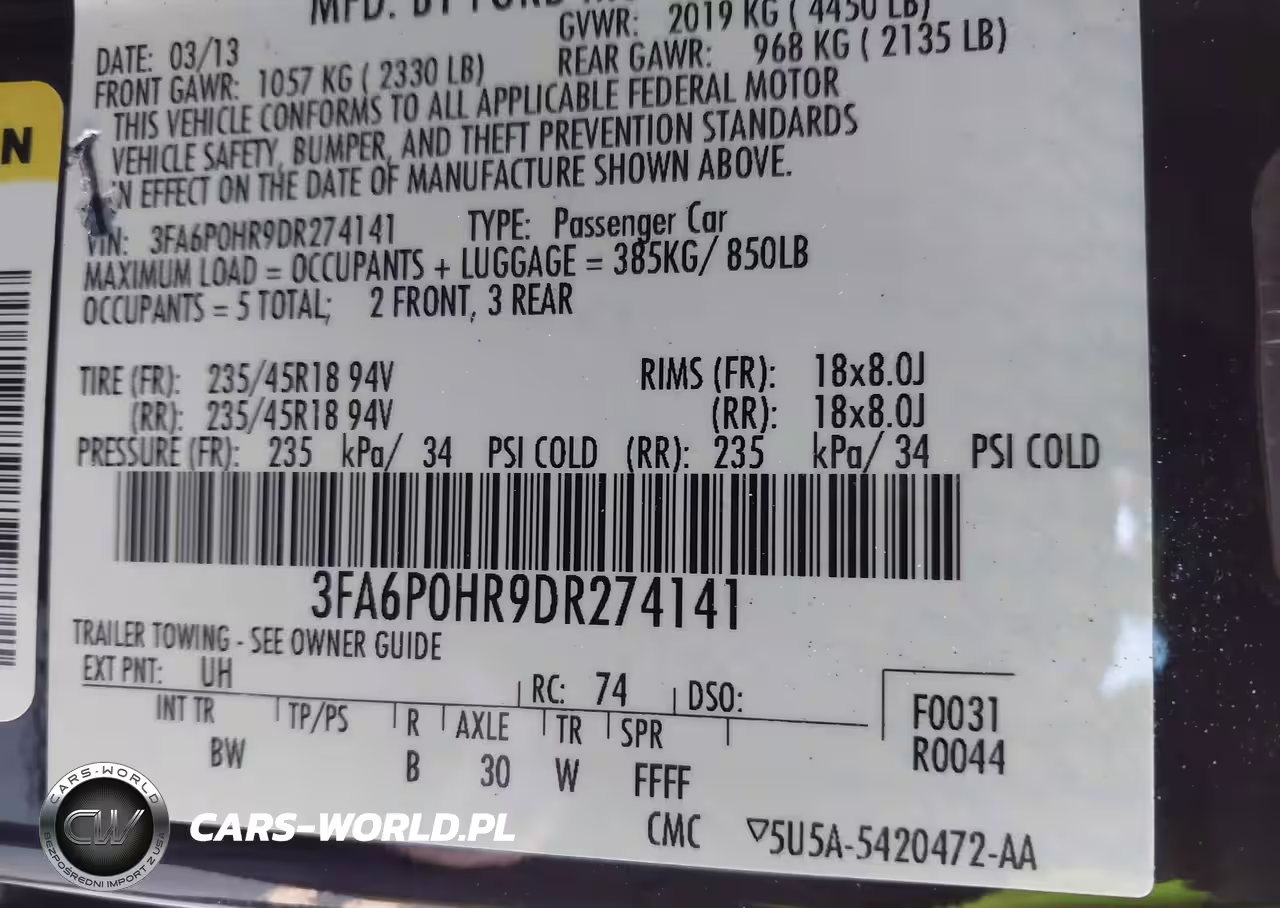 MFD. BY FORD
GVWR: 2019 KG ( 4450 LB)
DATE: 03/13
FRONT GAWR: 1057 KG ( 2330 LB) REAR GAWR: 968 KG ( 2135 LB)
THIS VEHICLE CONFORMS TO ALL APPLICABLE FEDERAL MOTOR
VEHICLE SAFETY, BUMPER, AND THEFT PREVENTION STANDARDS
IN EFFECT ON THE DATE OF MANUFACTURE SHOWN ABOVE.
VIN: 3FA6P0HR9DR274141 TYPE: Passenger Car
MAXIMUM LOAD = OCCUPANTS + LUGGAGE = 385KG/ 850LB
OCCUPANTS = 5 TOTAL; 2 FRONT, 3 REAR
TIRE (FR): 235/45R18 94V RIMS (FR): 18x8.0J
(RR): 235/45R18 94V (RR): 18x8.0J
PRESSURE (FR): 235 kPa/ 34 PSI COLD (RR): 235 kPa/ 34 PSI COLD
3FA6P0HR9DR274141
TRAILER TOWING - SEE OWNER GUIDE
EXT PNT: UH RC: 74 DSO:
INT TR TP/PS R AXLE TR SPR
BW B 30 W FFFF
F0031
R0044
CMC ▽5U5A-5420472-AA
N
CARS-WORLD
CW
BEZPOŚREDNI IMPORT Z USA
CARS-WORLD.PL